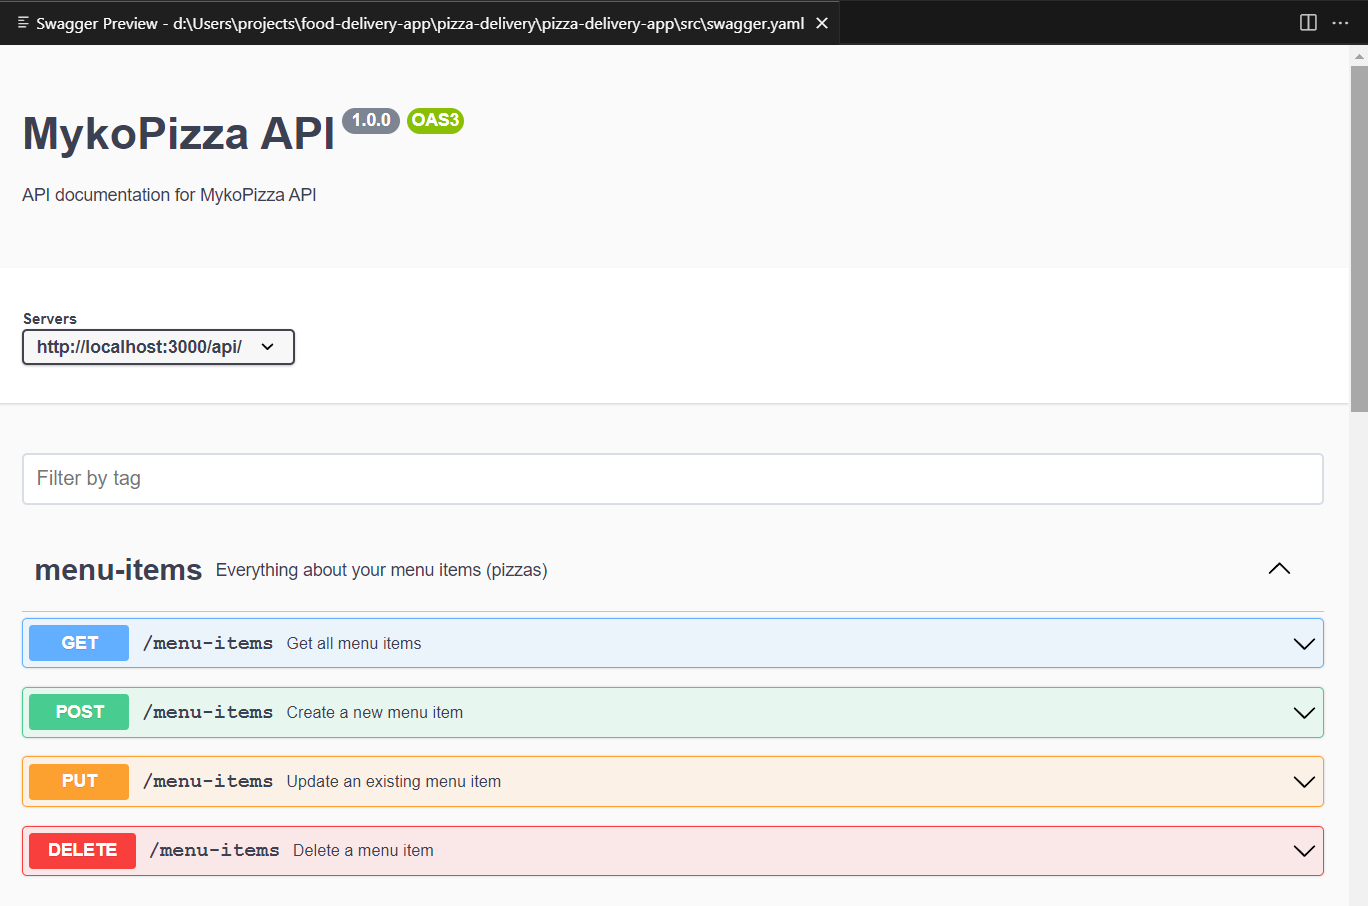 Swagger Preview - d:\Users\projects\food-delivery-app\pizza-delivery\pizza-delivery-app\src\swagger.yaml
MykoPizza API 1.0.0 OAS3
API documentation for MykoPizza API
Servers
http://localhost:3000/api/
Filter by tag
menu-items Everything about your menu items (pizzas)
GET /menu-items Get all menu items
POST /menu-items Create a new menu item
PUT /menu-items Update an existing menu item
DELETE /menu-items Delete a menu item